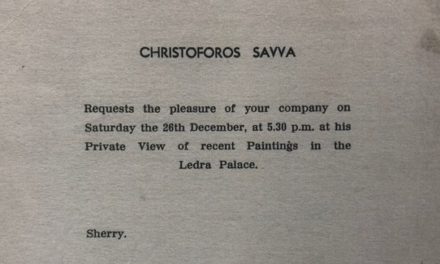 CHRISTOFOROS SAVVA
Requests the pleasure of your company on
Saturday the 26th December, at 5.30 p.m. at his
Private View of recent Paintings in the
Ledra Palace.
Sherry.